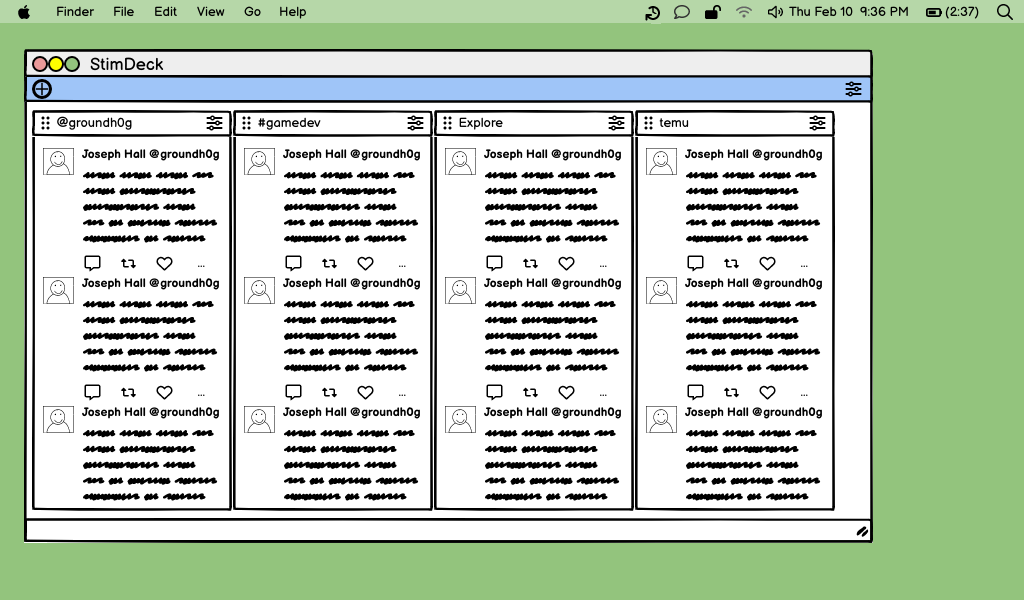 Finder File Edit View Go Help Thu Feb 10 9:36 PM (2:37)
StimDeck
@groundh0g #gamedev Explore temu
Joseph Hall @groundh0g Joseph Hall @groundh0g Joseph Hall @groundh0g Joseph Hall @groundh0g
... ... ... ...
Joseph Hall @groundh0g Joseph Hall @groundh0g Joseph Hall @groundh0g Joseph Hall @groundh0g
... ... ... ...
Joseph Hall @groundh0g Joseph Hall @groundh0g Joseph Hall @groundh0g Joseph Hall @groundh0g